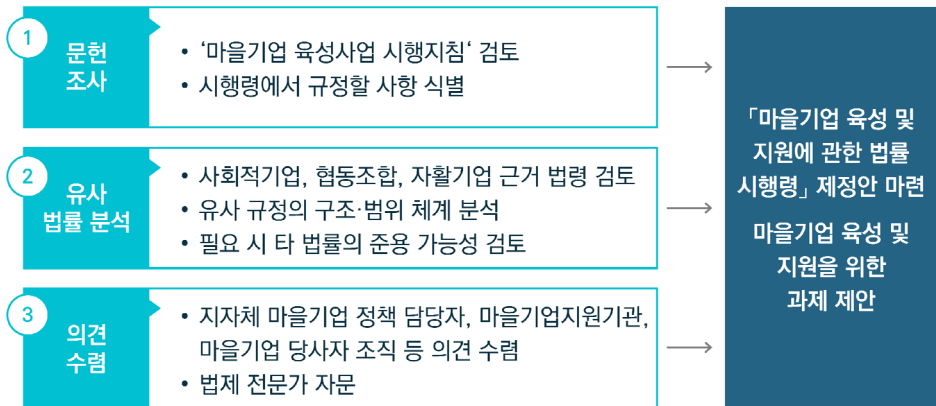 1
문헌
조사
• ‘마을기업 육성사업 시행지침‘ 검토
• 시행령에서 규정할 사항 식별
2
유사
법률 분석
• 사회적기업, 협동조합, 자활기업 근거 법령 검토
• 유사 규정의 구조·범위 체계 분석
• 필요 시 타 법률의 준용 가능성 검토
3
의견
수렴
• 지자체 마을기업 정책 담당자, 마을기업지원기관,
마을기업 당사자 조직 등 의견 수렴
• 법제 전문가 자문
「마을기업 육성 및
지원에 관한 법률
시행령」 제정안 마련
마을기업 육성 및
지원을 위한
과제 제안